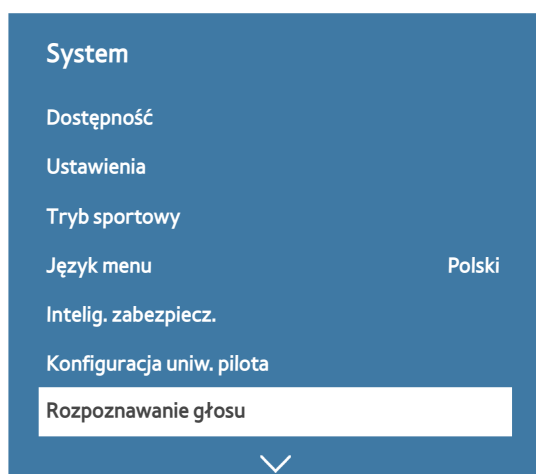 System
Dostępność
Ustawienia
Tryb sportowy
Język menu Polski
Intelig. zabezpiecz.
Konfiguracja uniw. pilota
Rozpoznawanie głosu